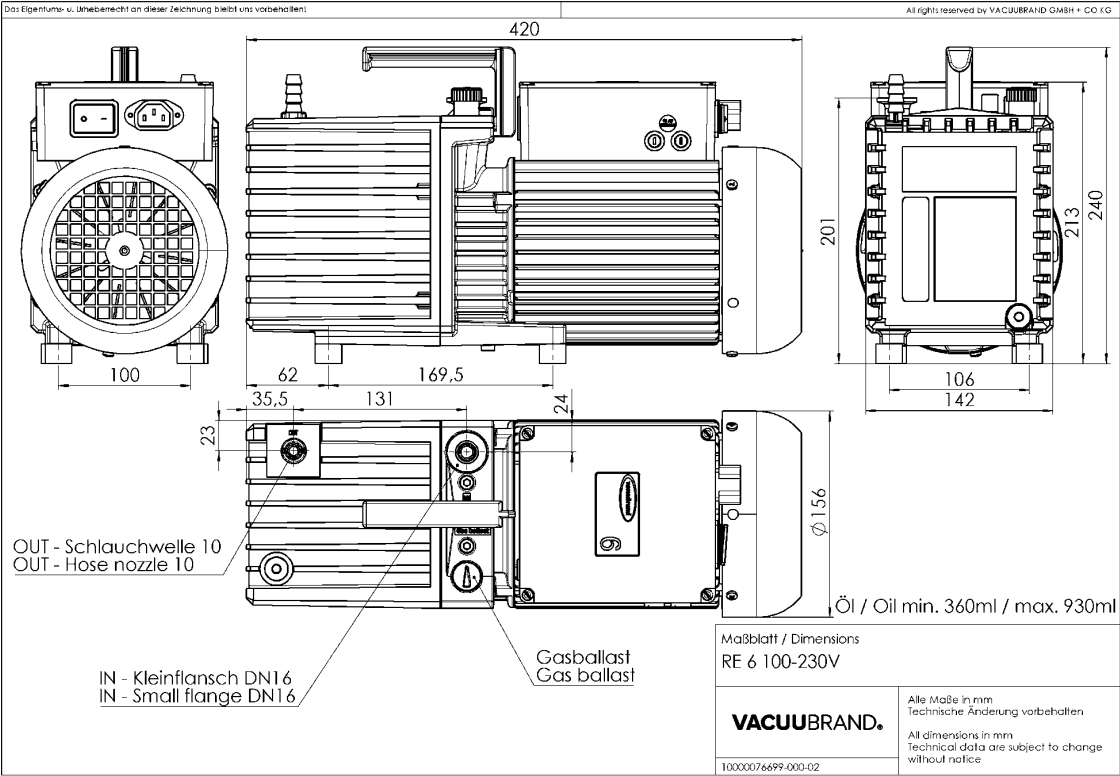 Das Eigentums- u. Urheberrecht an dieser Zeichnung bleibt uns vorbehalten!
All rights reserved by VACUUBRAND GMBH + CO KG
420
201
213
240
100
62
169,5
106
142
35,5
131
24
23
⌀156
OUT - Schlauchwelle 10
OUT - Hose nozzle 10
IN - Kleinflansch DN16
IN - Small flange DN16
Gasballast
Gas ballast
OUT
6
Öl / Oil min. 360ml / max. 930ml
Maßblatt / Dimensions
RE 6 100-230V
VACUUBRAND.
Alle Maße in mm
Technische Änderung vorbehalten
All dimensions in mm
Technical data are subject to change
without notice
10000076699-000-02